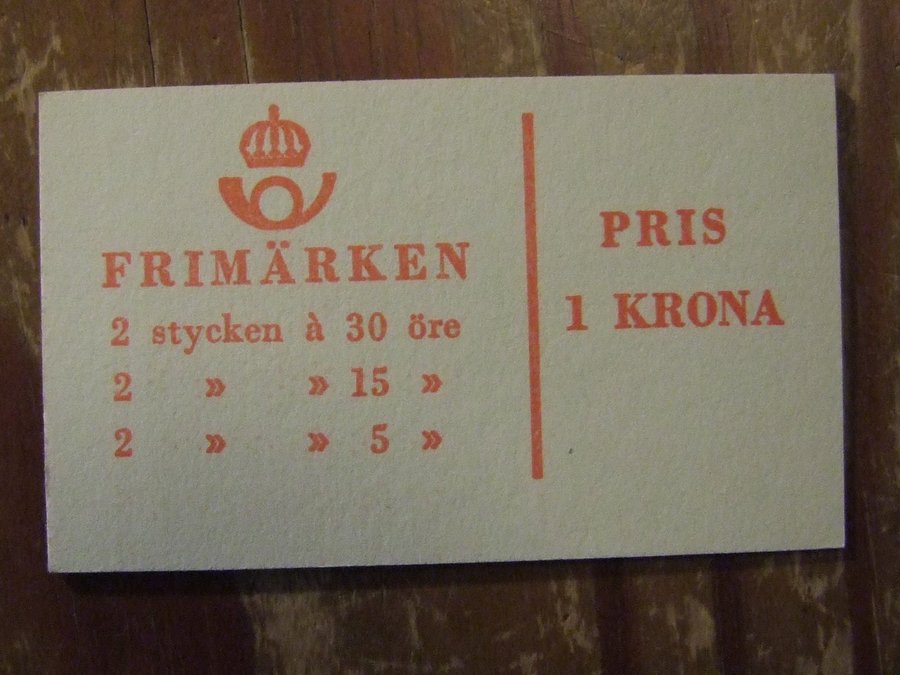 FRIMÄRKEN
2 stycken à 30 öre
2 » » 15 »
2 » » 5 »
PRIS
1 KRONA